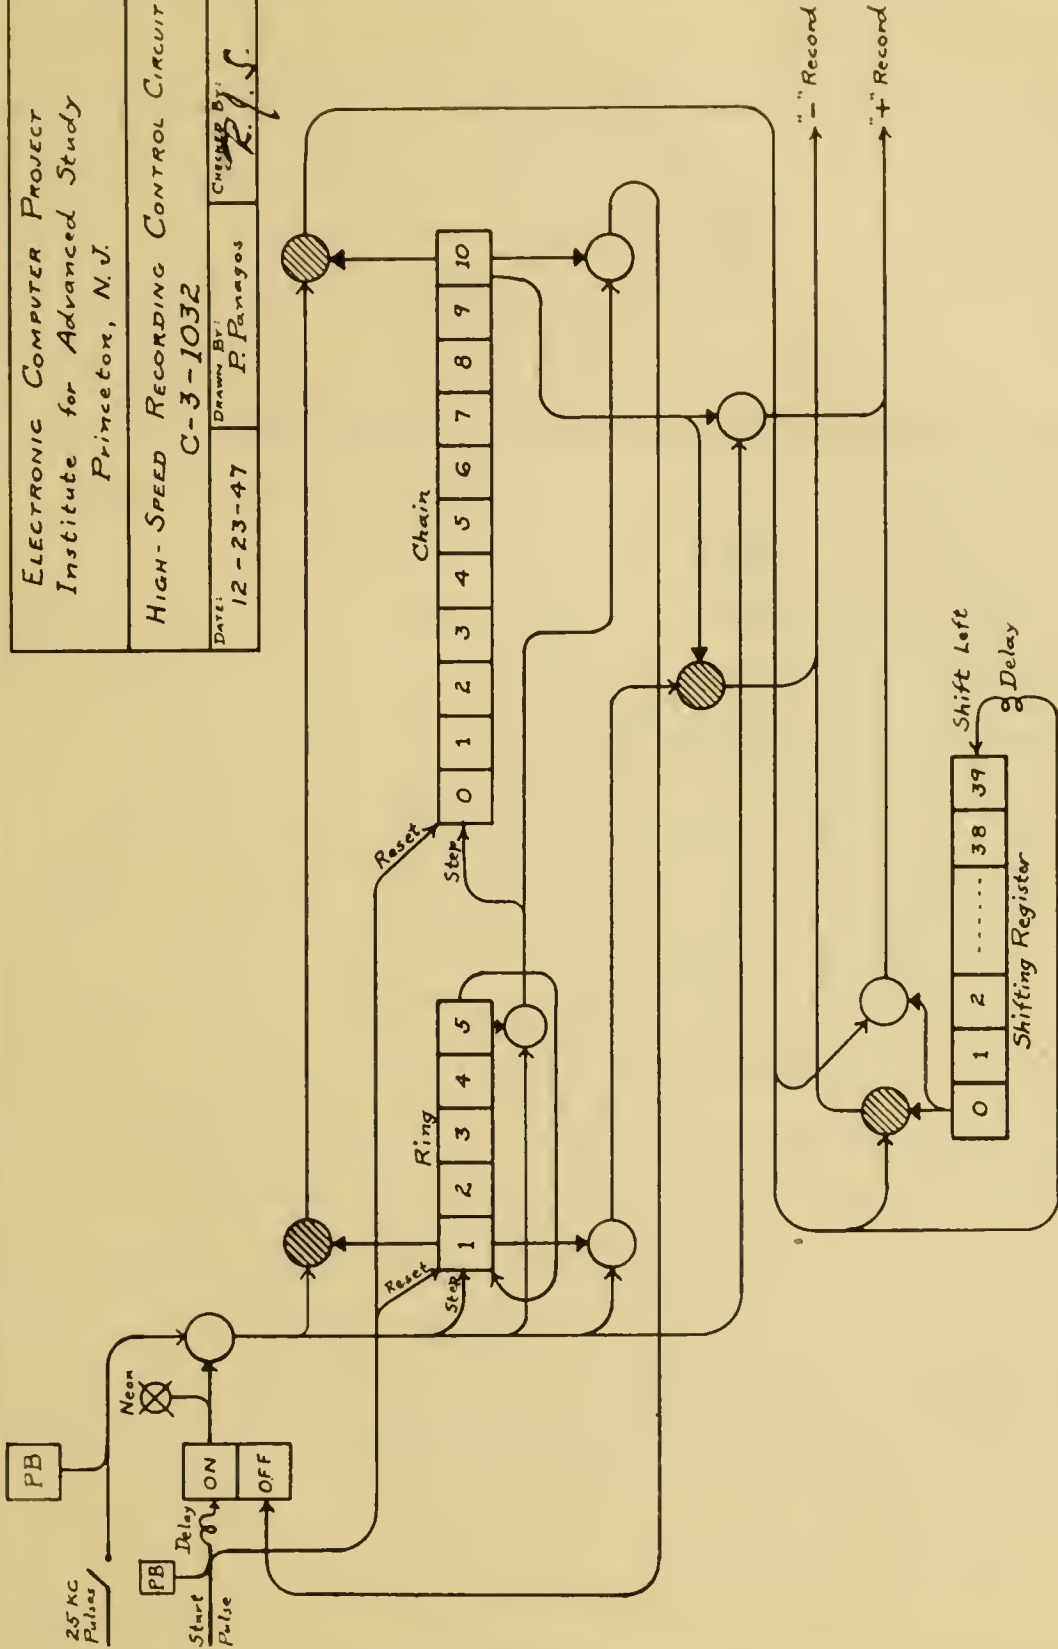 ELECTRONIC COMPUTER PROJECT
Institute for Advanced Study
Princeton, N. J.
HIGH-SPEED RECORDING CONTROL CIRCUIT
C-3-1032
DATE:
12-23-47
DRAWN BY:
P. Panagos
CHECKED BY:
R. J. S.
25 KC
Pulses
PB
PB
Start
Pulse
Delay
ON
OFF
Neon
Reset
Step
Ring
1 2 3 4 5
Reset
Step
Chain
0 1 2 3 4 5 6 7 8 9 10
"-" Record
"+" Record
Shift Left
Delay
0 1 2 ------ 38 39
Shifting Register